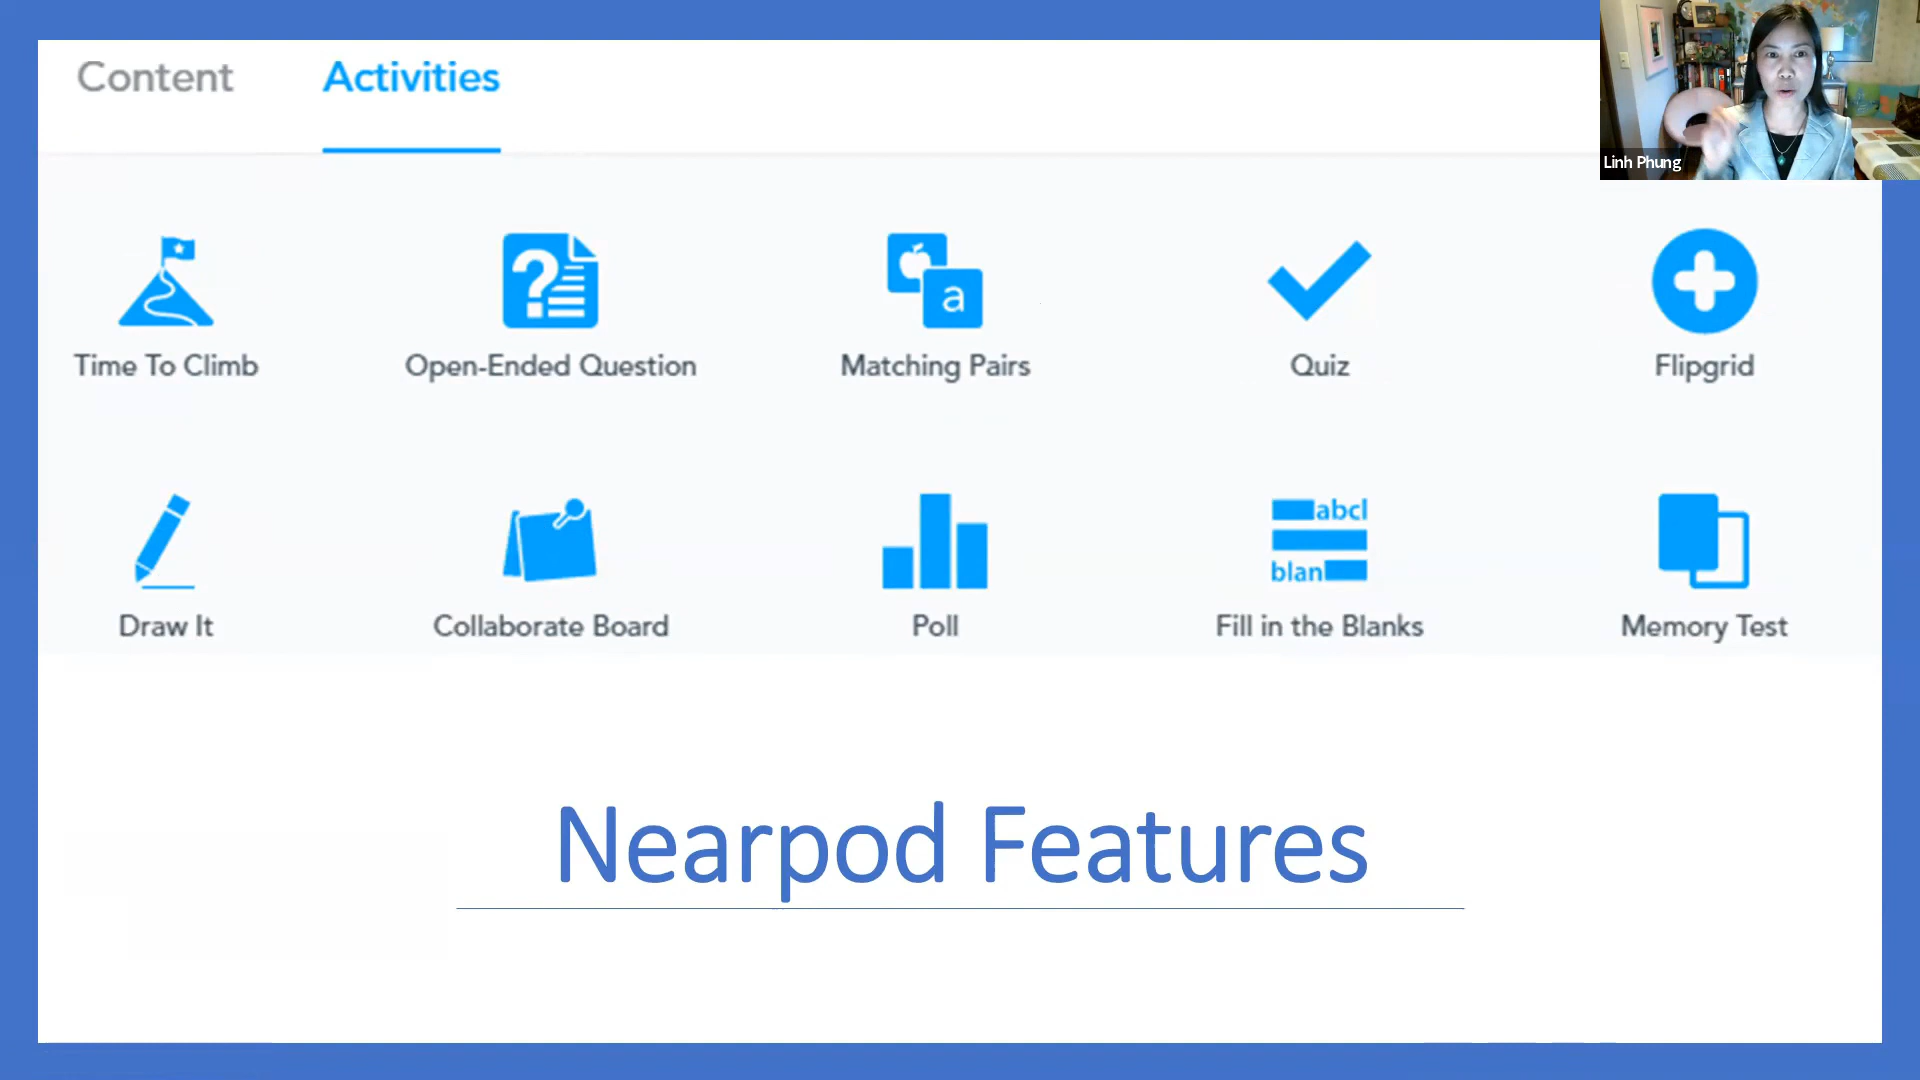 Content Activities
Linh Phung
a
Time To Climb Open-Ended Question Matching Pairs Quiz Flipgrid
abcl
blan
Draw It Collaborate Board Poll Fill in the Blanks Memory Test
Nearpod Features